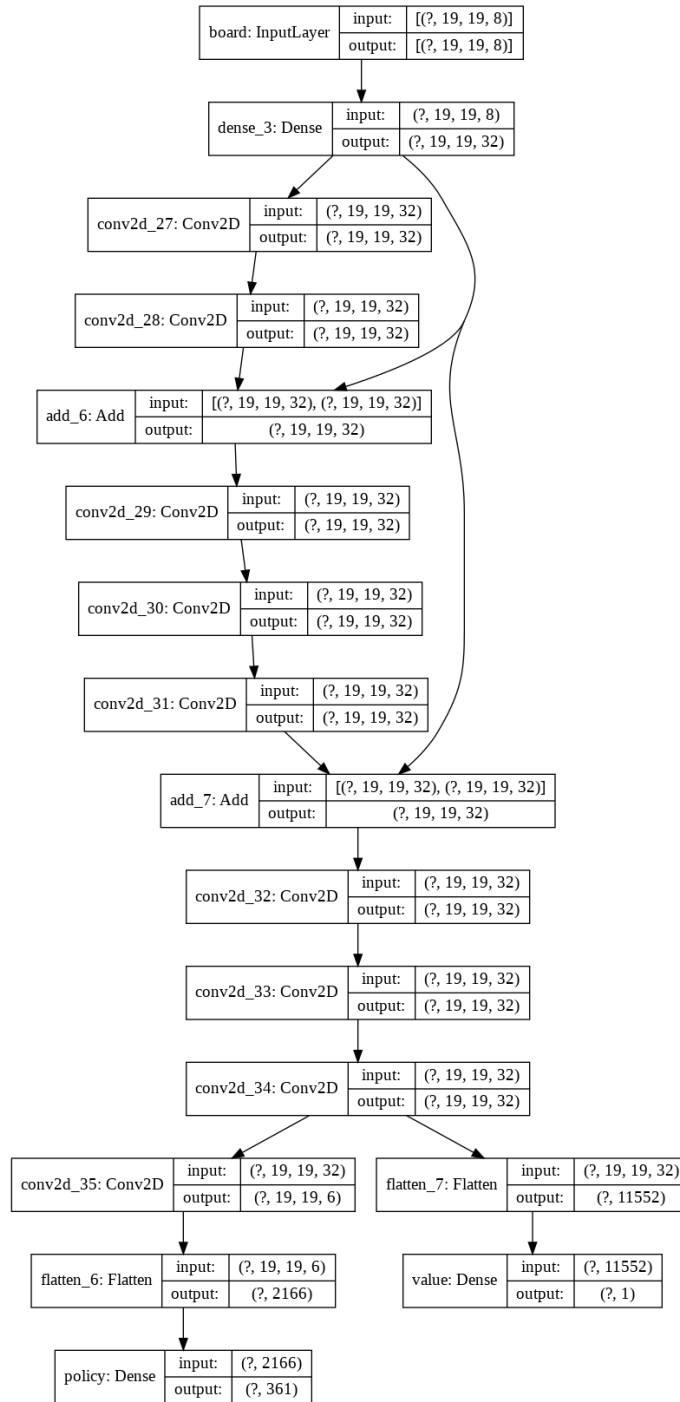 board: InputLayer
input: [(?, 19, 19, 8)]
output: [(?, 19, 19, 8)]
dense_3: Dense
input: (?, 19, 19, 8)
output: (?, 19, 19, 32)
conv2d_27: Conv2D
input: (?, 19, 19, 32)
output: (?, 19, 19, 32)
conv2d_28: Conv2D
input: (?, 19, 19, 32)
output: (?, 19, 19, 32)
add_6: Add
input: [(?, 19, 19, 32), (?, 19, 19, 32)]
output: (?, 19, 19, 32)
conv2d_29: Conv2D
input: (?, 19, 19, 32)
output: (?, 19, 19, 32)
conv2d_30: Conv2D
input: (?, 19, 19, 32)
output: (?, 19, 19, 32)
conv2d_31: Conv2D
input: (?, 19, 19, 32)
output: (?, 19, 19, 32)
add_7: Add
input: [(?, 19, 19, 32), (?, 19, 19, 32)]
output: (?, 19, 19, 32)
conv2d_32: Conv2D
input: (?, 19, 19, 32)
output: (?, 19, 19, 32)
conv2d_33: Conv2D
input: (?, 19, 19, 32)
output: (?, 19, 19, 32)
conv2d_34: Conv2D
input: (?, 19, 19, 32)
output: (?, 19, 19, 32)
conv2d_35: Conv2D
input: (?, 19, 19, 32)
output: (?, 19, 19, 6)
flatten_7: Flatten
input: (?, 19, 19, 32)
output: (?, 11552)
flatten_6: Flatten
input: (?, 19, 19, 6)
output: (?, 2166)
value: Dense
input: (?, 11552)
output: (?, 1)
policy: Dense
input: (?, 2166)
output: (?, 361)